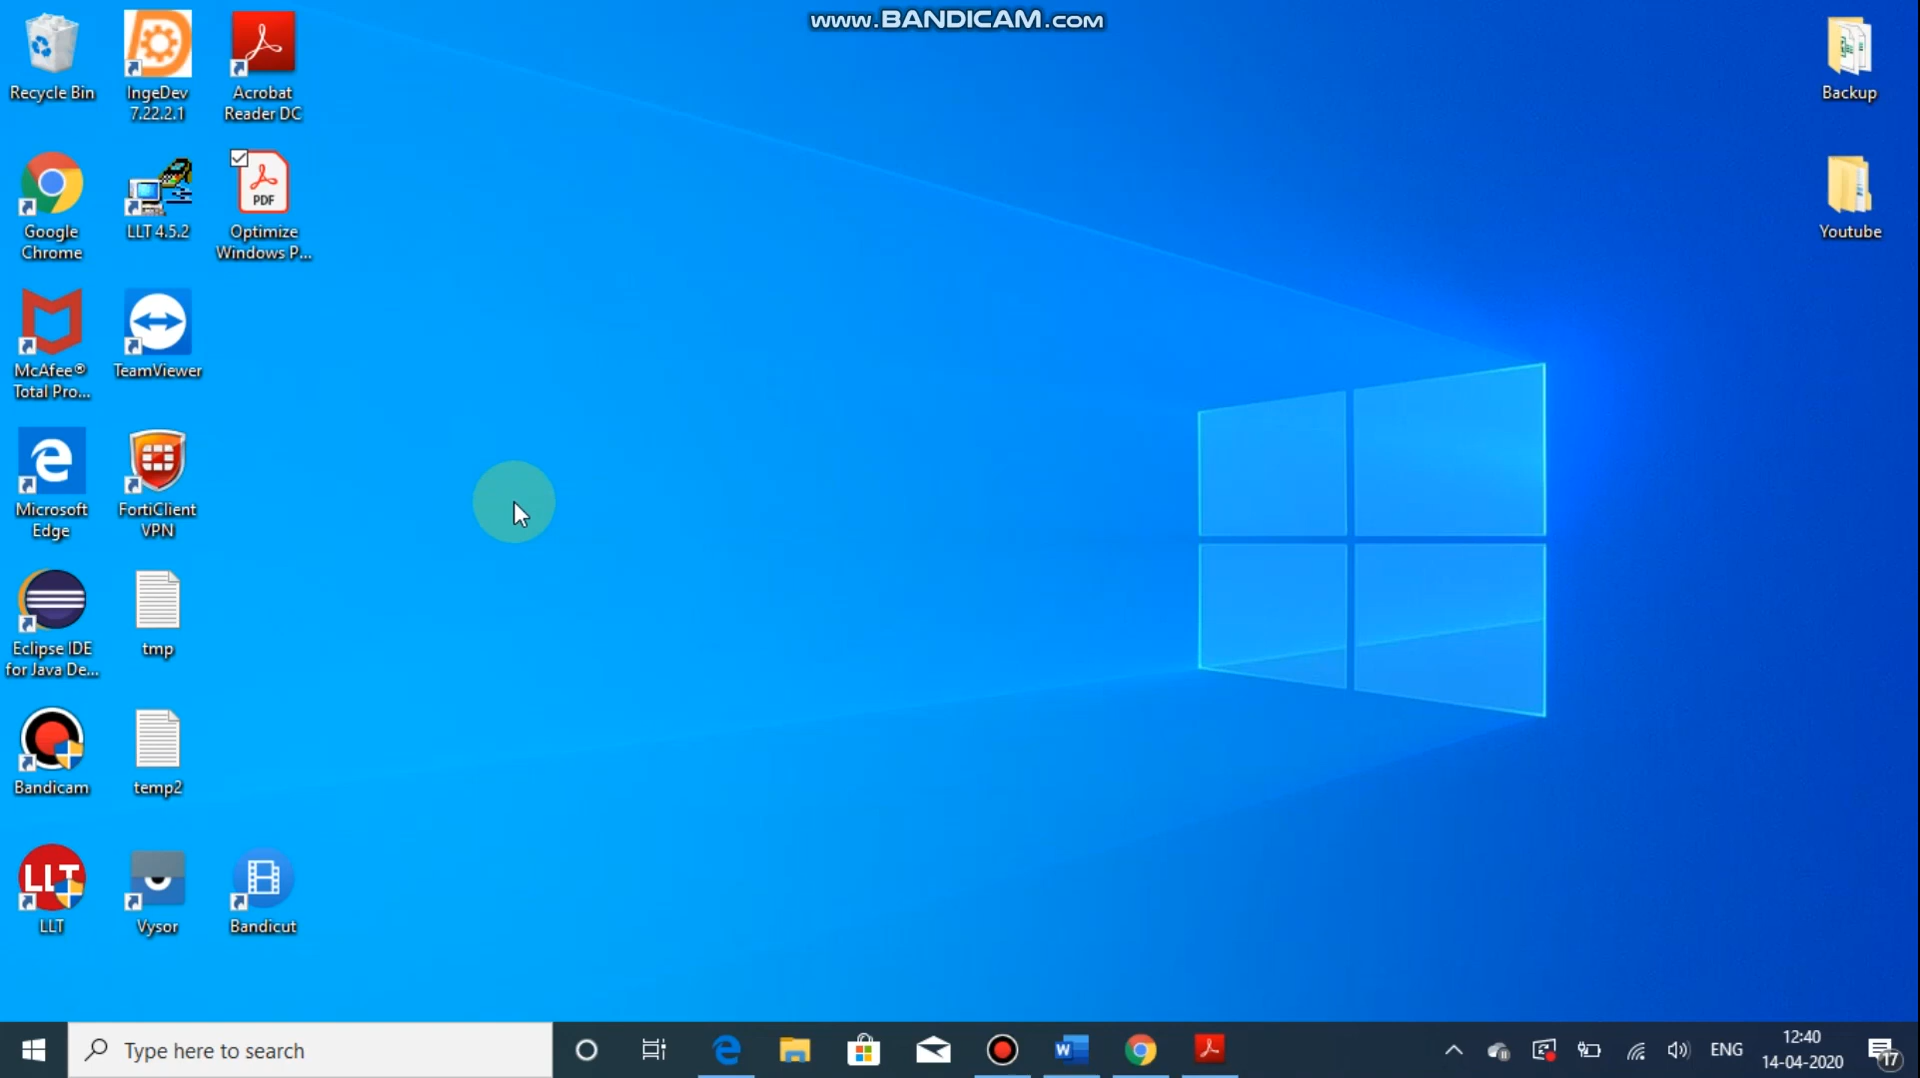 www.BANDICAM.com
Recycle Bin
IngeDev
7.22.2.1
Acrobat
Reader DC
Backup
Google
Chrome
LLT 4.5.2
PDF
Optimize
Windows P...
Youtube
McAfee®
Total Pro...
TeamViewer
Microsoft
Edge
FortiClient
VPN
Eclipse IDE
for Java De...
tmp
Bandicam
temp2
LLT
LLT
Vysor
Bandicut
Type here to search
W
ENG
12:40
14-04-2020
17